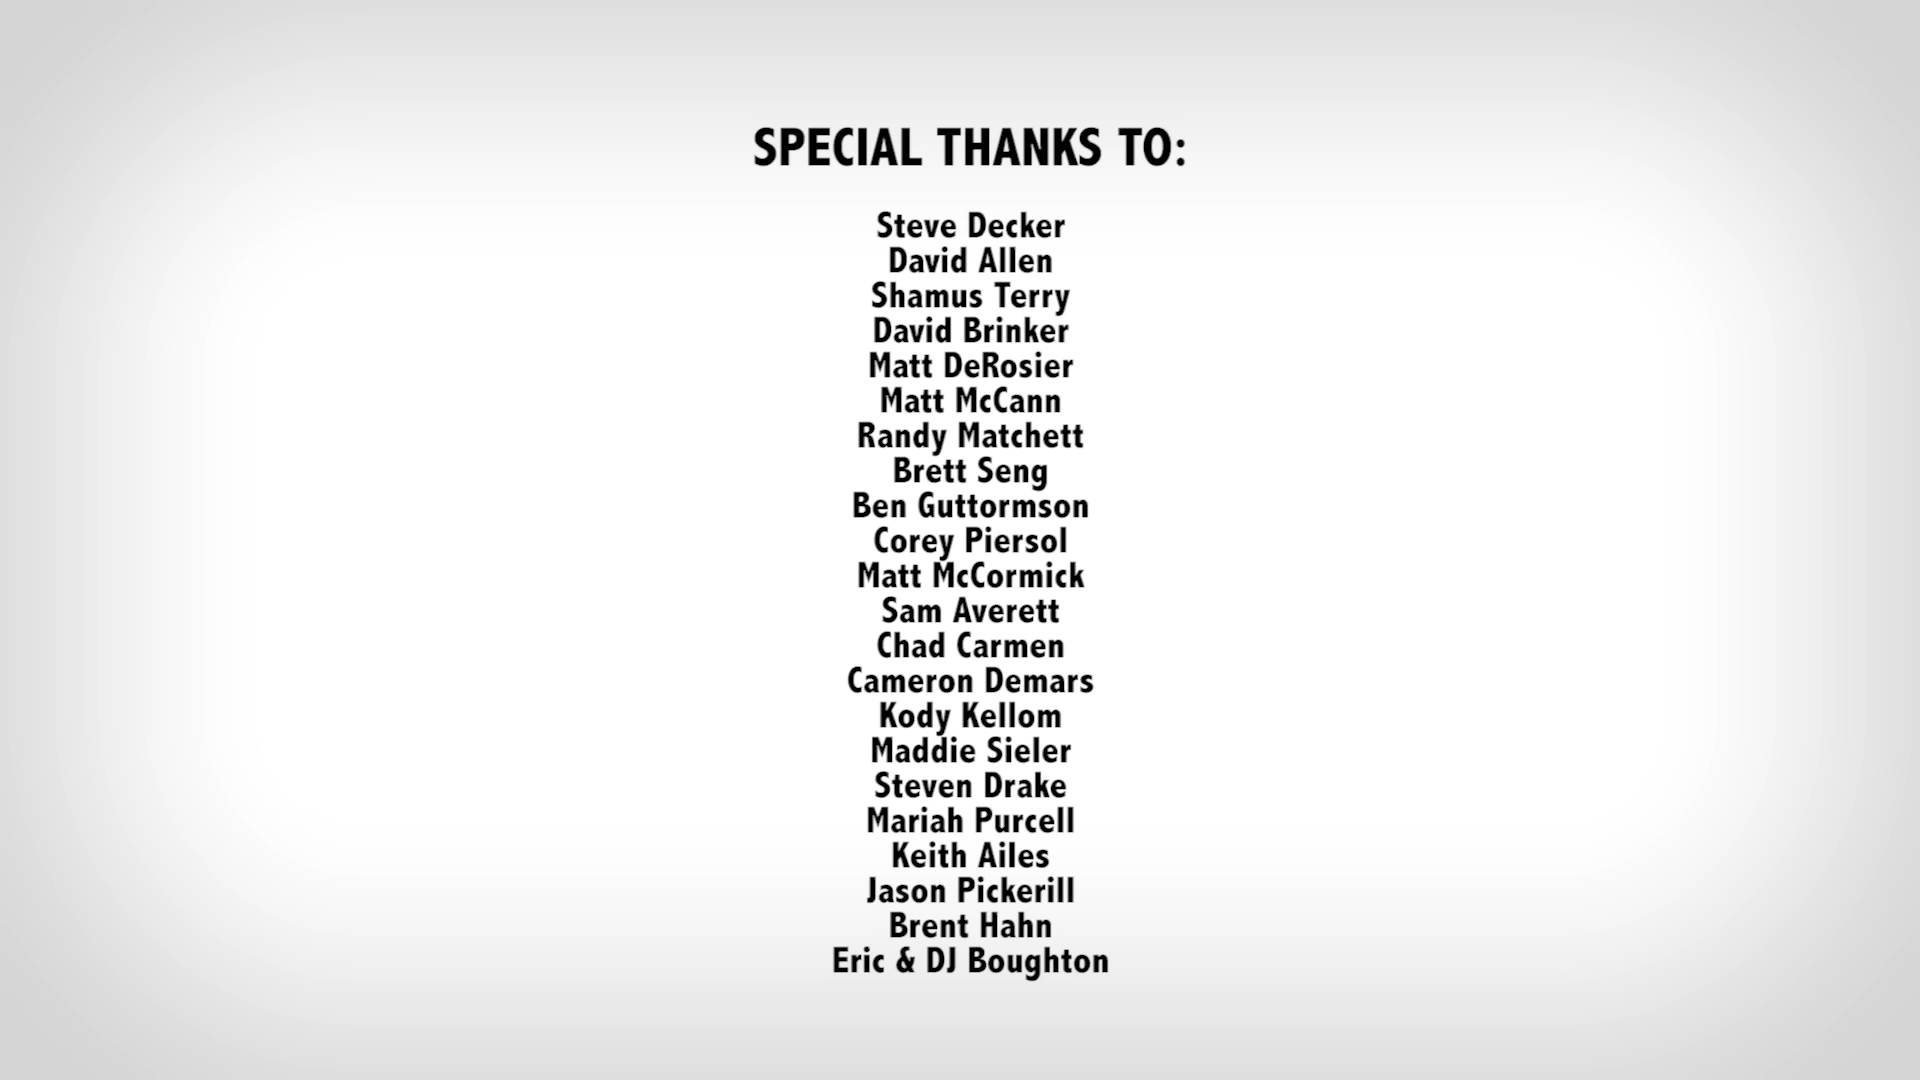 SPECIAL THANKS TO:
Steve Decker
David Allen
Shamus Terry
David Brinker
Matt DeRosier
Matt McCann
Randy Matchett
Brett Seng
Ben Guttormson
Corey Piersol
Matt McCormick
Sam Averett
Chad Carmen
Cameron Demars
Kody Kellom
Maddie Sieler
Steven Drake
Mariah Purcell
Keith Ailes
Jason Pickerill
Brent Hahn
Eric & DJ Boughton